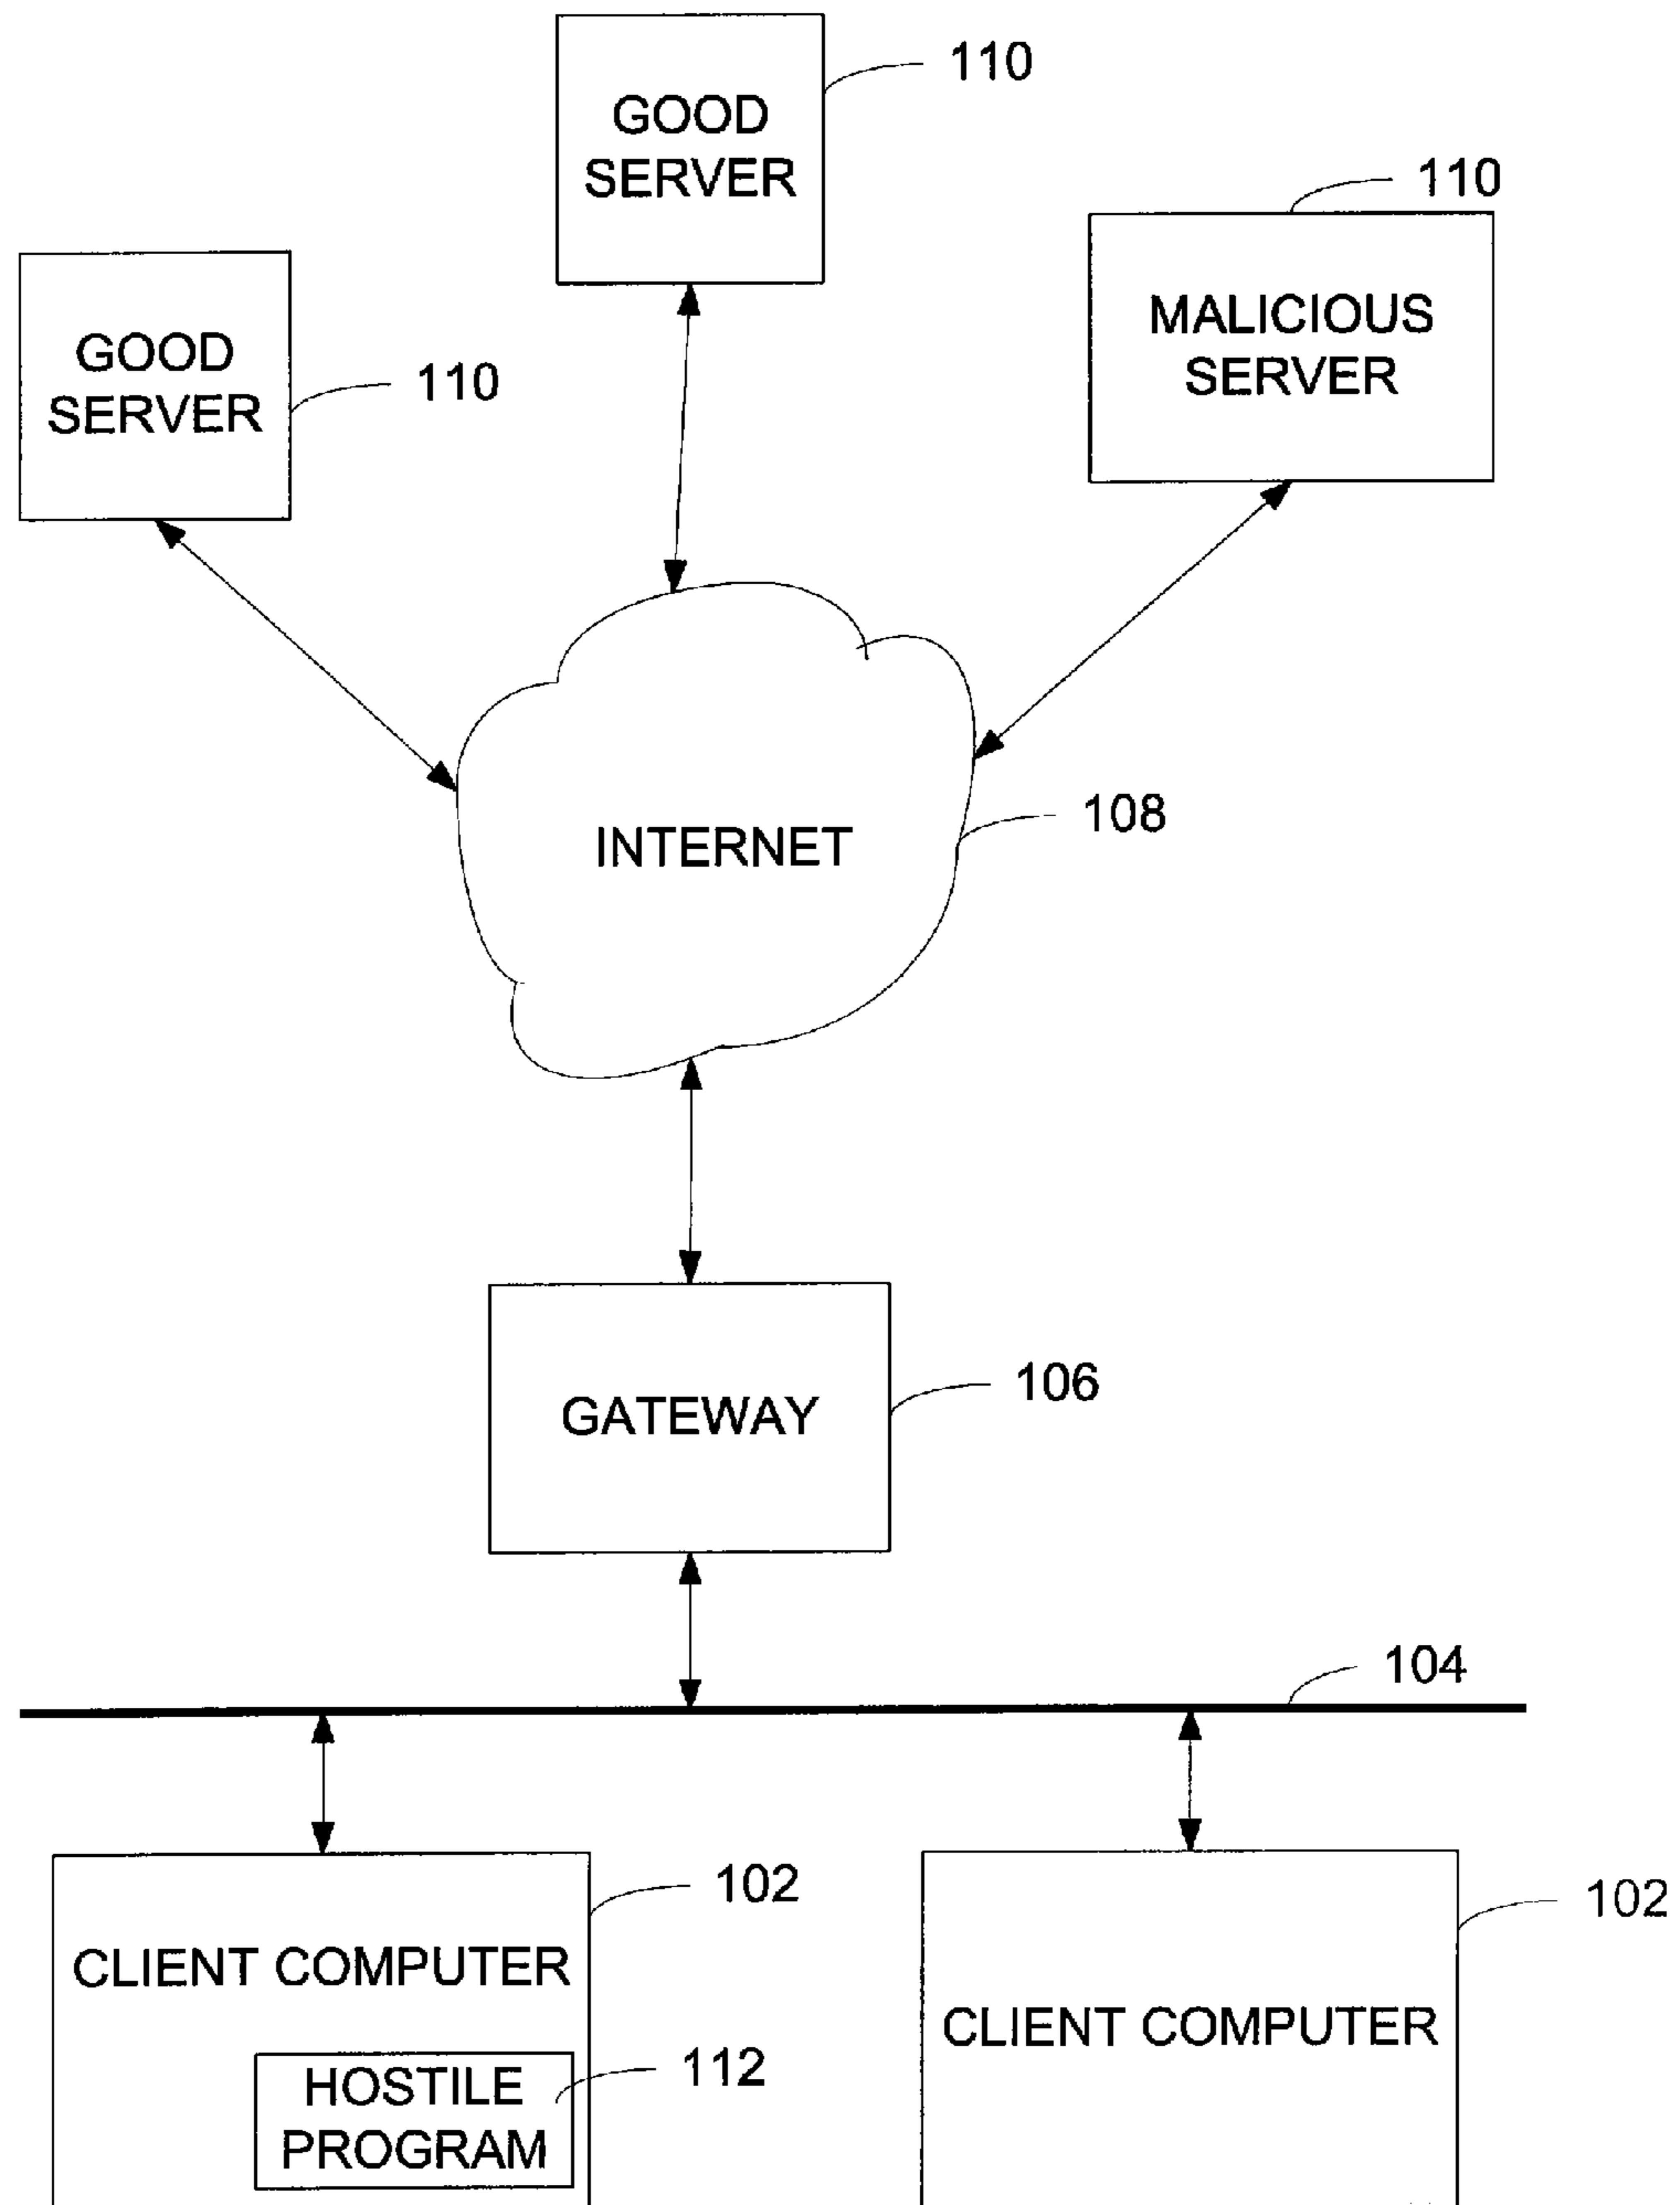 GOOD
SERVER
110
110
GOOD
SERVER
110
MALICIOUS
SERVER
INTERNET
108
GATEWAY
106
104
102
CLIENT COMPUTER
HOSTILE
PROGRAM
112
102
CLIENT COMPUTER